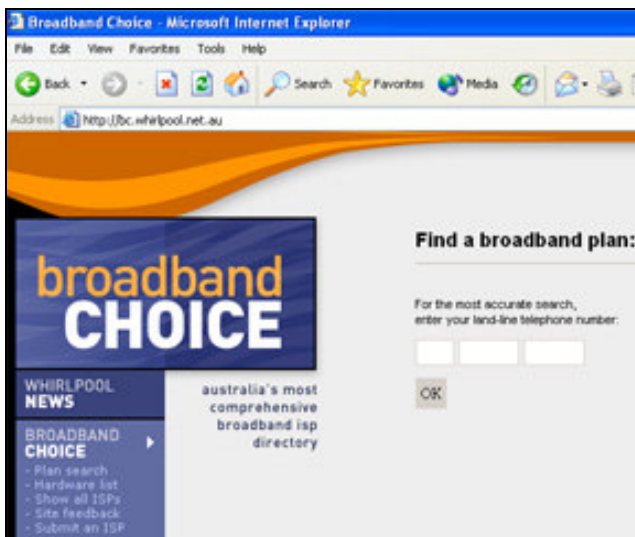 Broadband Choice - Microsoft Internet Explorer
File Edit View Favorites Tools Help
Back Search Favorites Media
Address http://bc.whirlpool.net.au
broadband
CHOICE
Find a broadband plan:
For the most accurate search,
enter your land-line telephone number:
OK
WHIRLPOOL
NEWS
australia's most
comprehensive
broadband isp
directory
BROADBAND
CHOICE
- Plan search
- Hardware list
- Show all ISPs
- Site feedback
- Submit an ISP